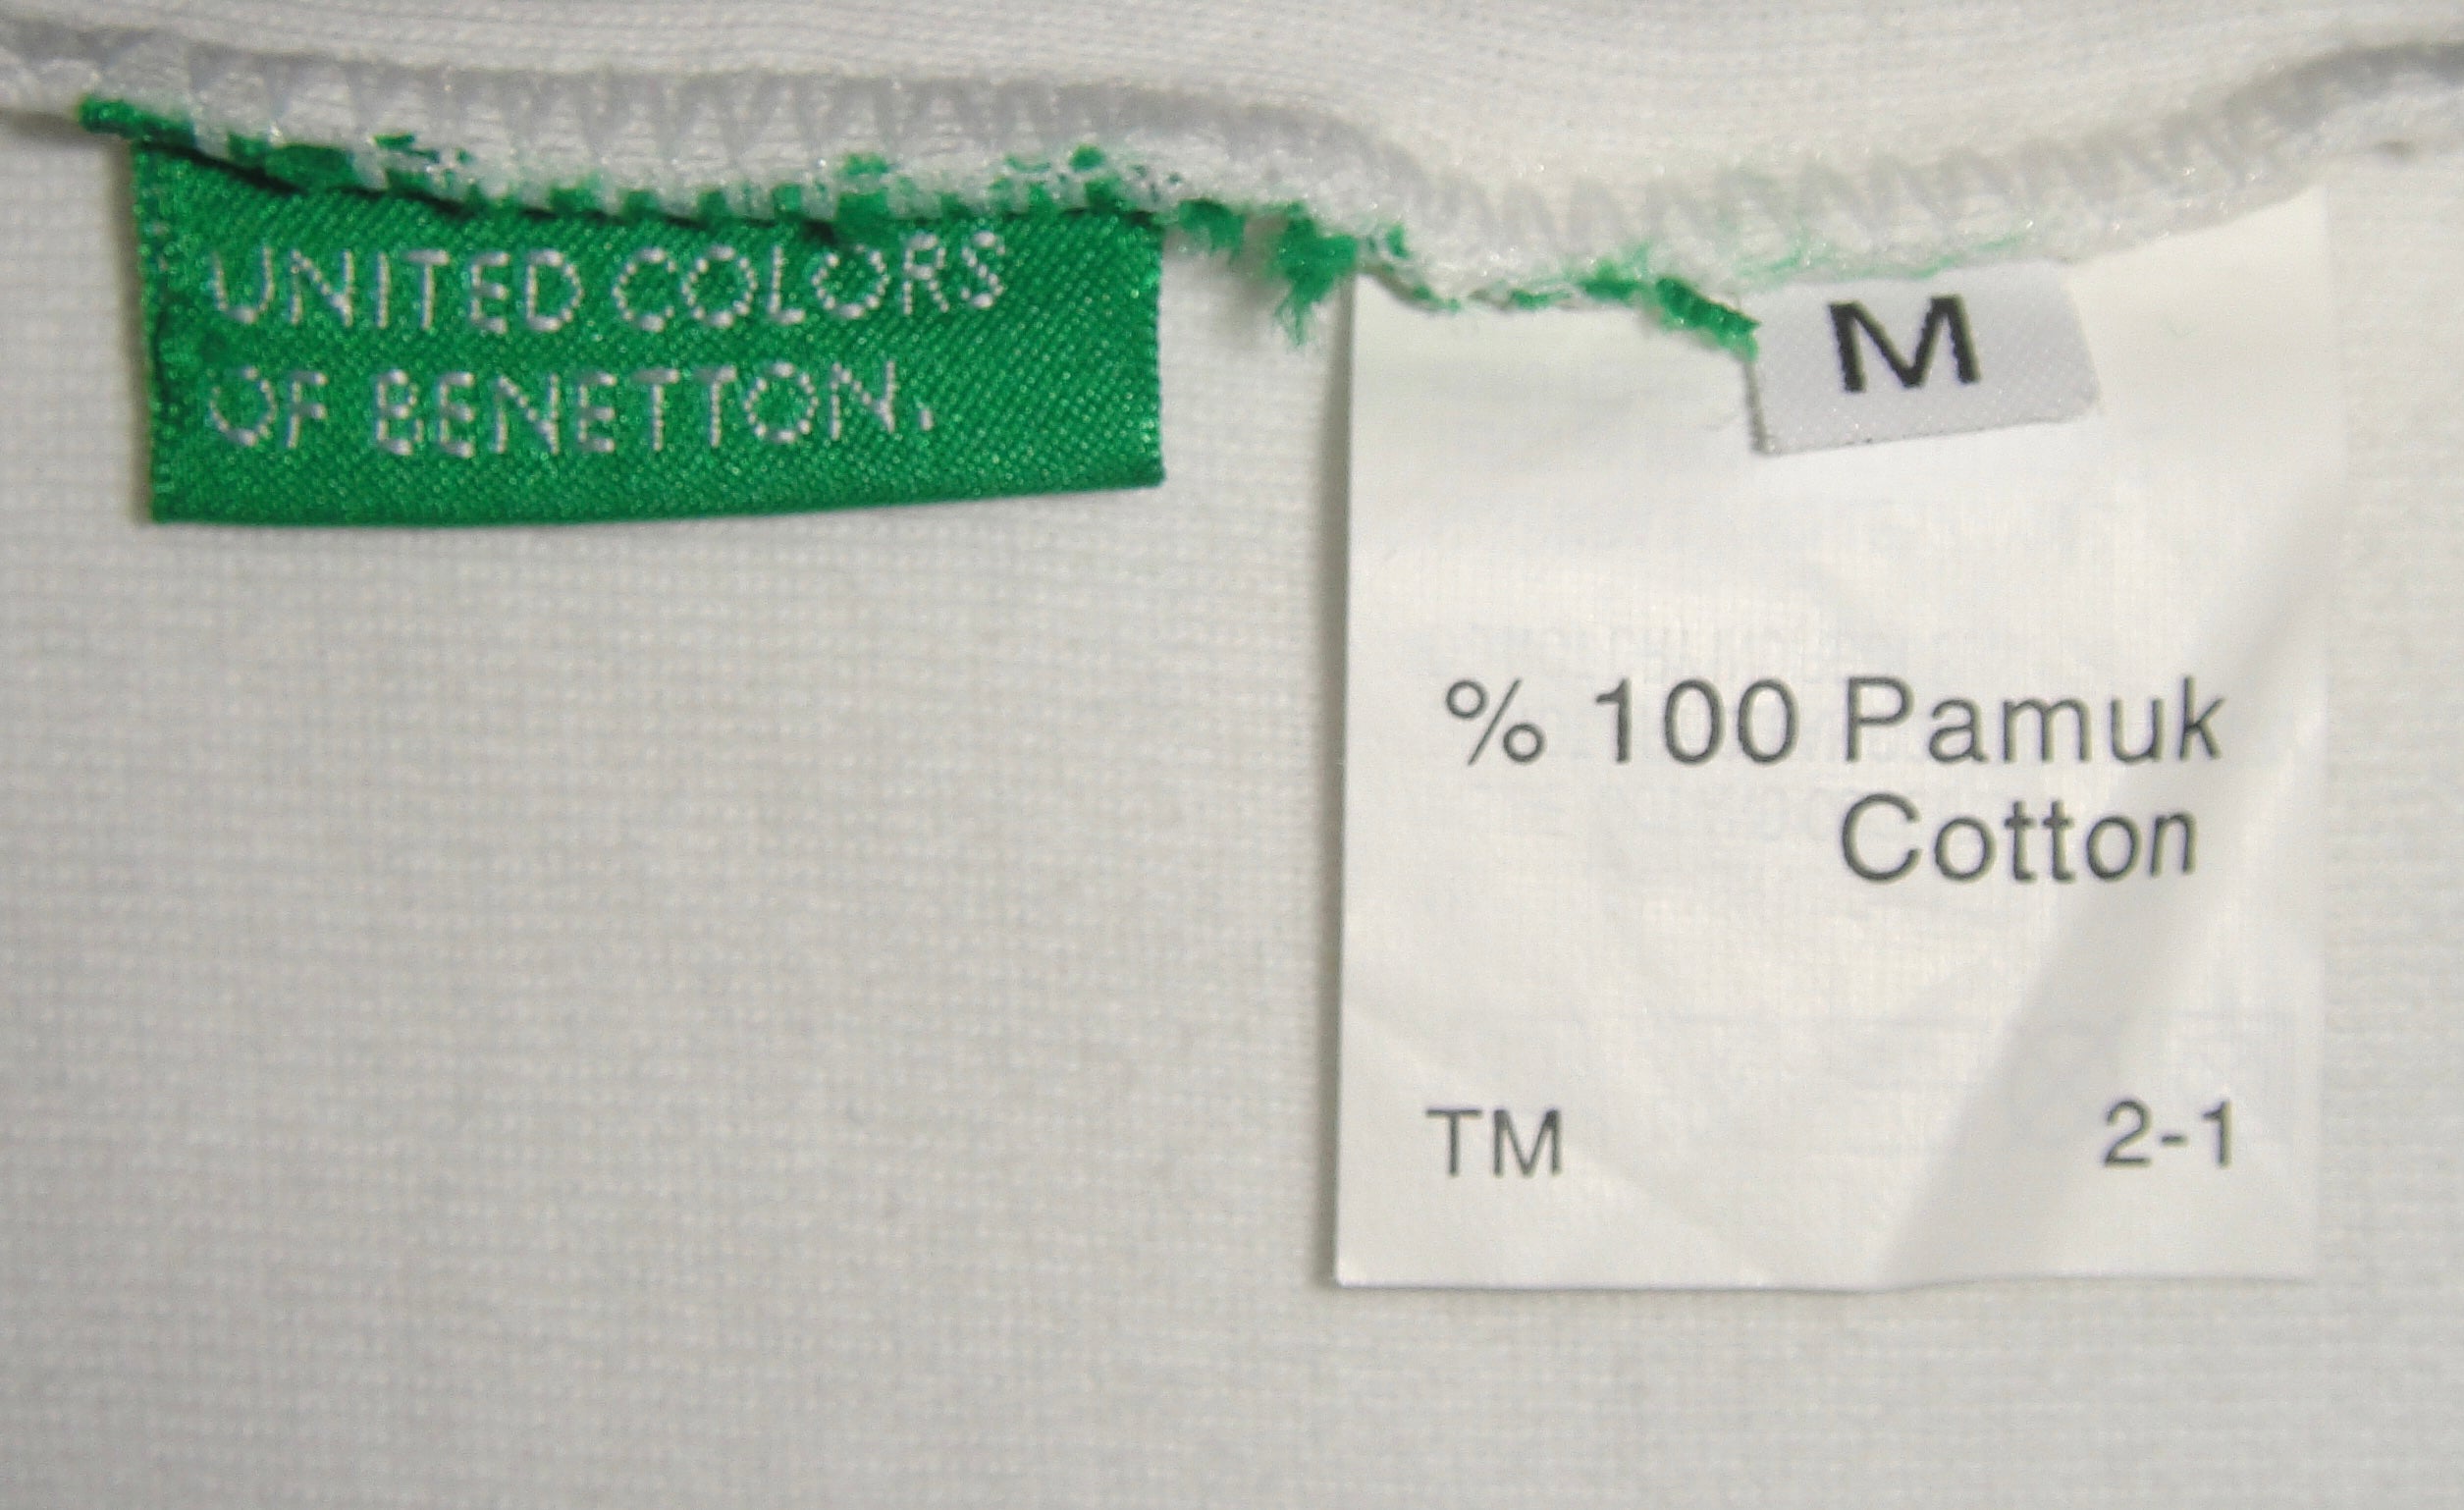 UNITED COLORS
OF BENETTON.
M
% 100 Pamuk
Cotton
TM 2-1